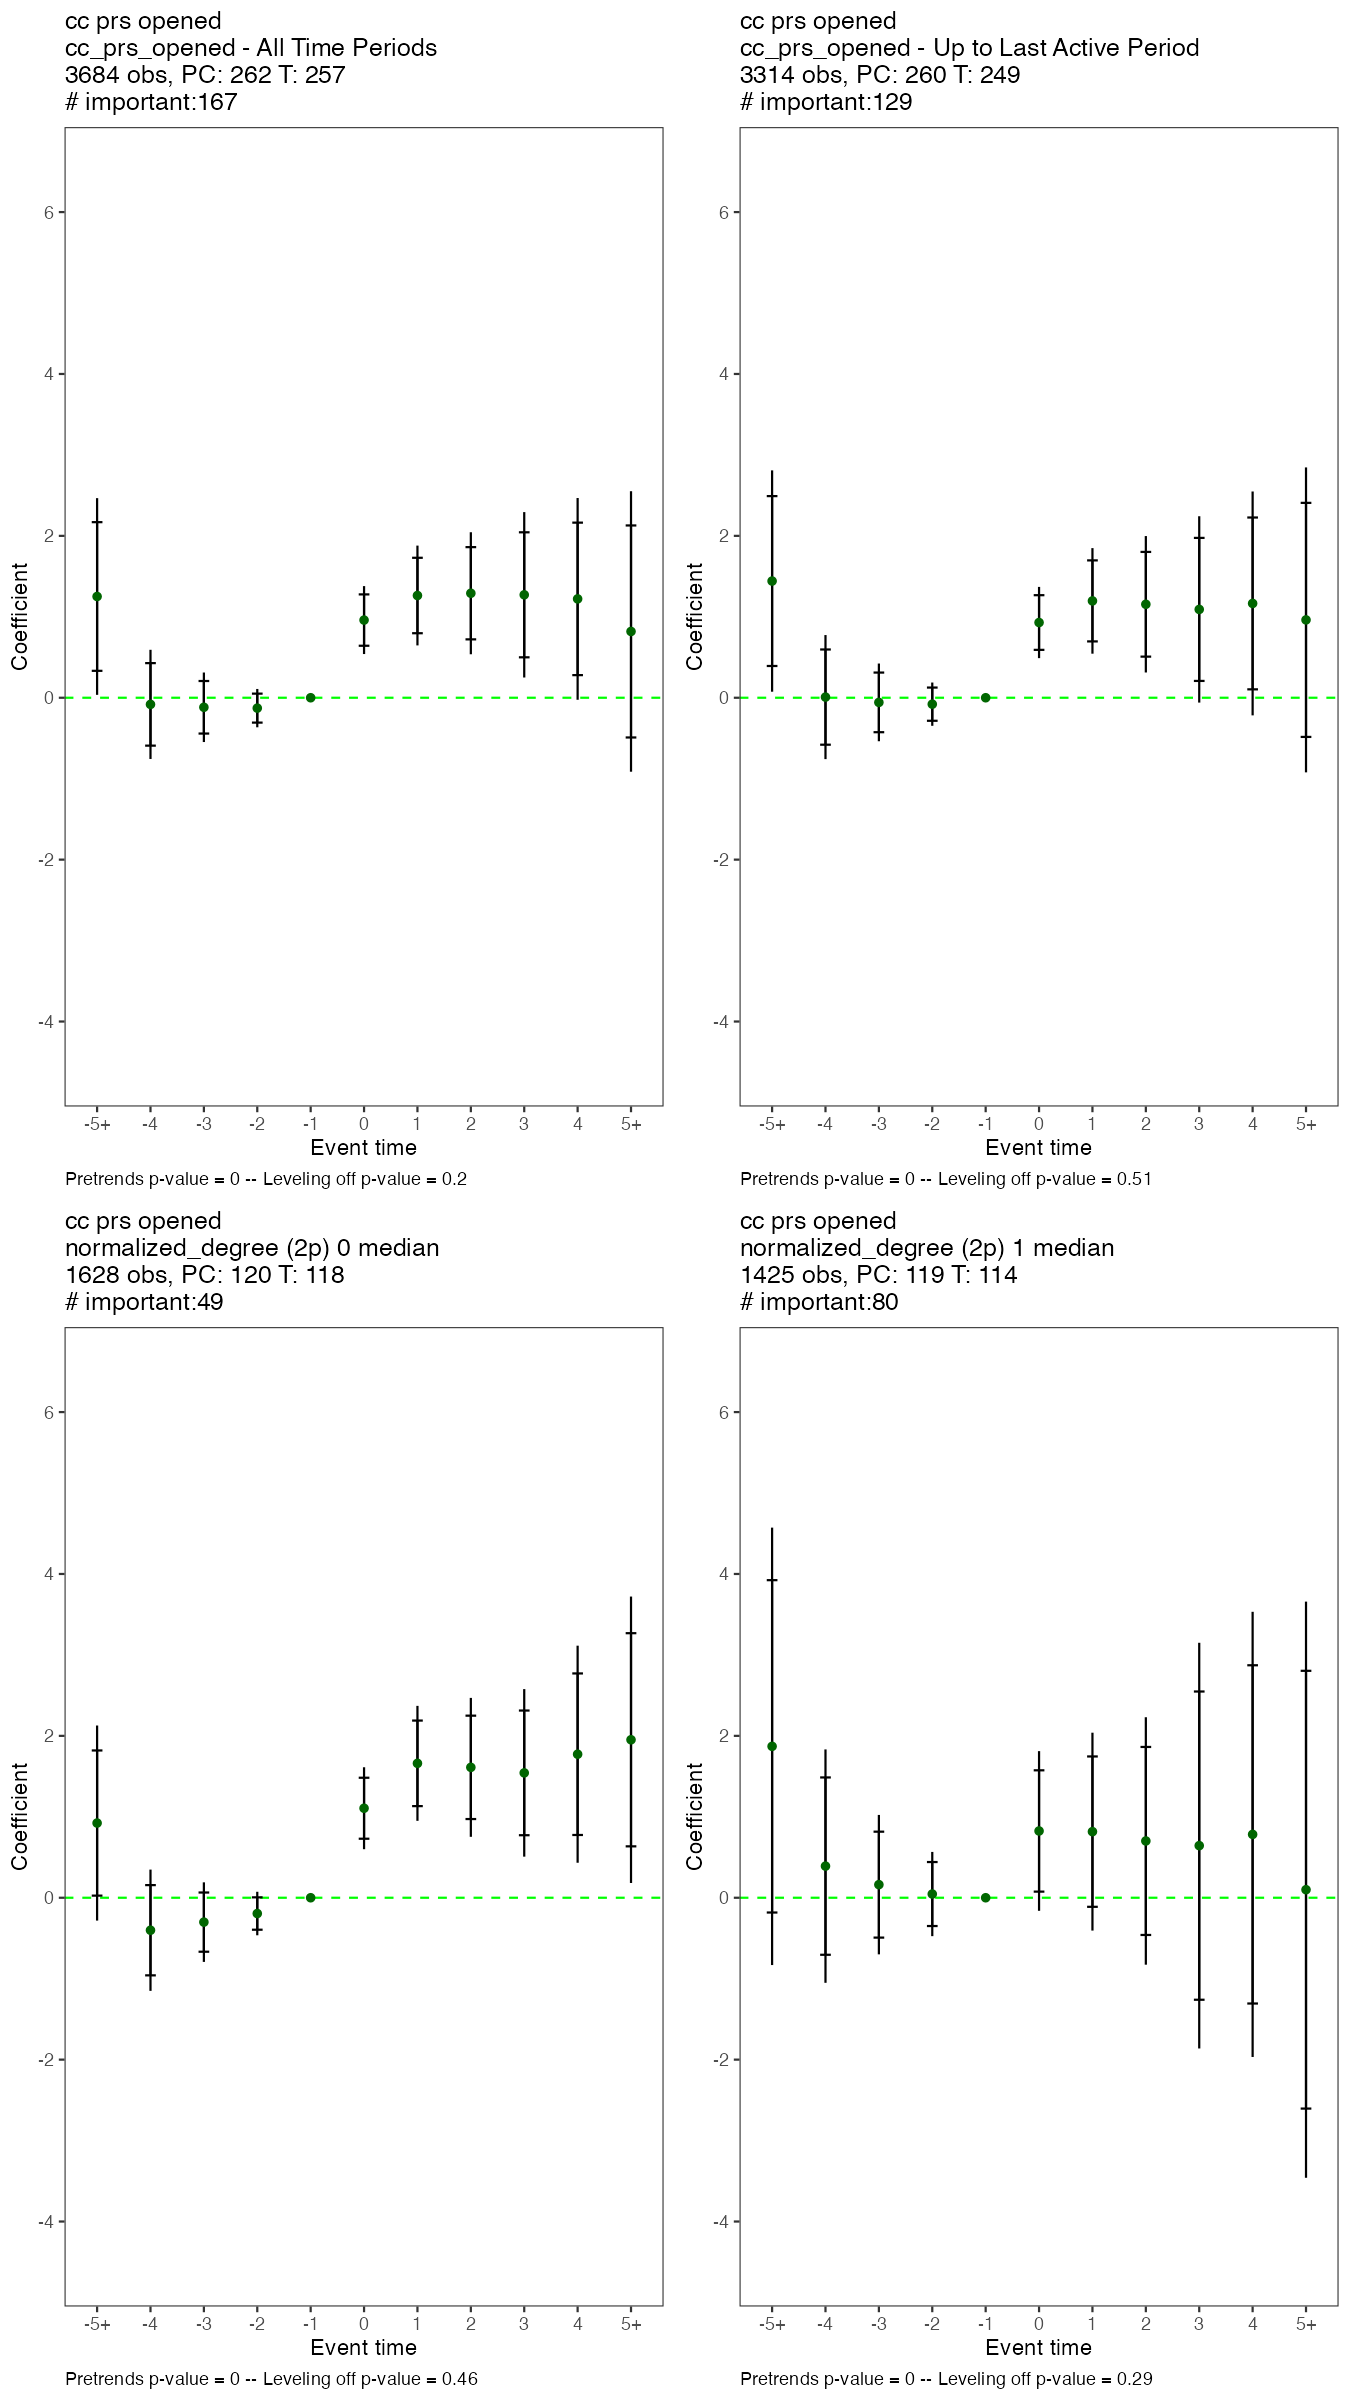 cc prs opened
cc_prs_opened - All Time Periods
3684 obs, PC: 262 T: 257
# important:167
6
4
2
0
-2
-4
Coefficient
-5+ -4 -3 -2 -1 0 1 2 3 4 5+
Event time
Pretrends p-value = 0 -- Leveling off p-value = 0.2
cc prs opened
cc_prs_opened - Up to Last Active Period
3314 obs, PC: 260 T: 249
# important:129
6
4
2
0
-2
-4
Coefficient
-5+ -4 -3 -2 -1 0 1 2 3 4 5+
Event time
Pretrends p-value = 0 -- Leveling off p-value = 0.51
cc prs opened
normalized_degree (2p) 0 median
1628 obs, PC: 120 T: 118
# important:49
6
4
2
0
-2
-4
Coefficient
-5+ -4 -3 -2 -1 0 1 2 3 4 5+
Event time
Pretrends p-value = 0 -- Leveling off p-value = 0.46
cc prs opened
normalized_degree (2p) 1 median
1425 obs, PC: 119 T: 114
# important:80
6
4
2
0
-2
-4
Coefficient
-5+ -4 -3 -2 -1 0 1 2 3 4 5+
Event time
Pretrends p-value = 0 -- Leveling off p-value = 0.29